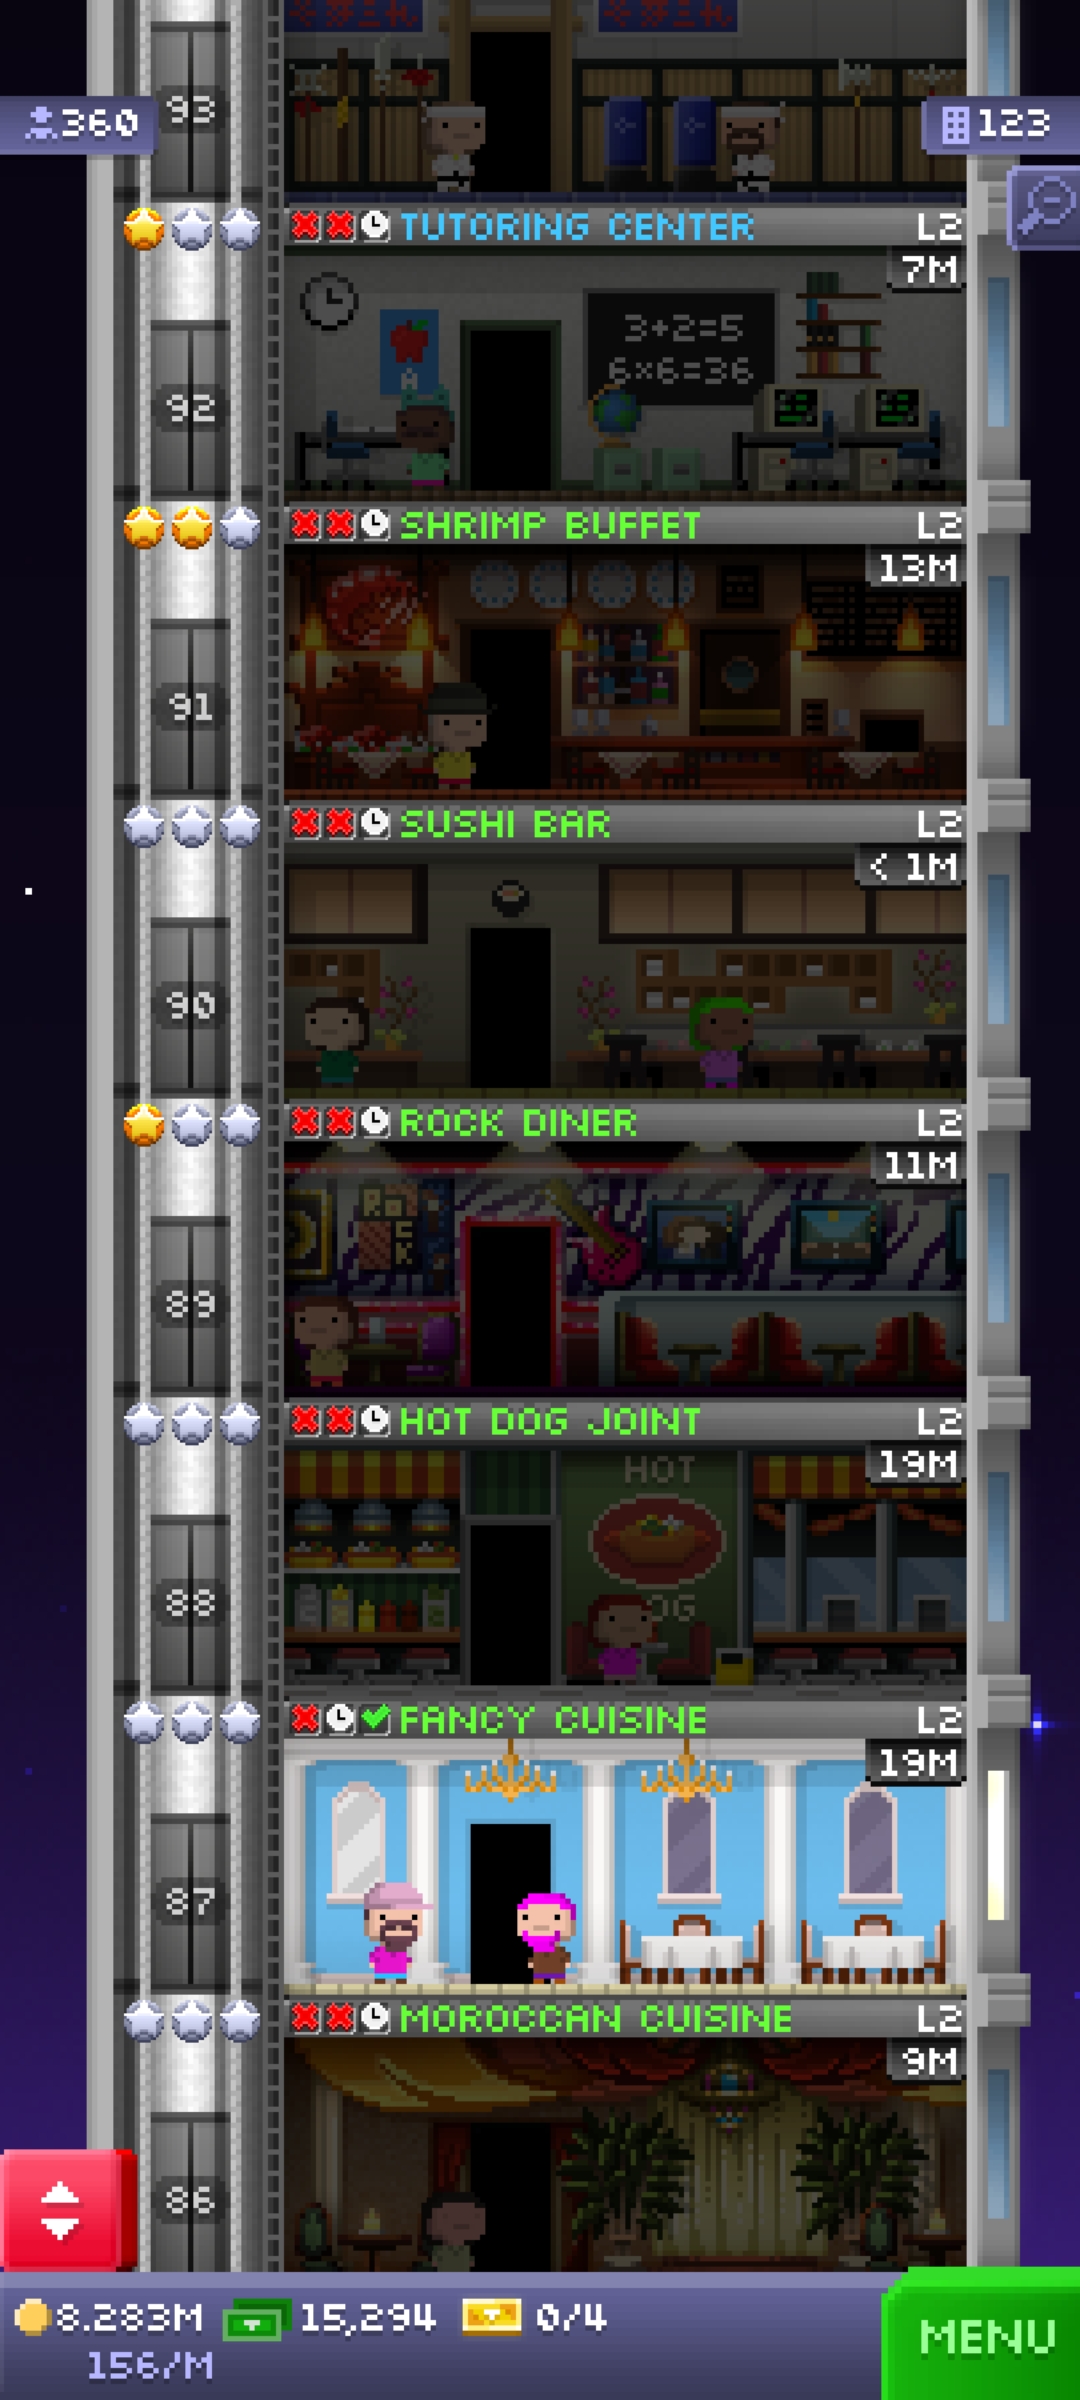 93
360
123
TUTORING CENTER L2
7M
3+2=5
6×6=36
A
92
SHRIMP BUFFET L2
13M
91
SUSHI BAR L2
< 1M
90
ROCK DINER L2
11M
89
HOT DOG JOINT L2
19M
HOT
88
FANCY CUISINE L2
19M
87
MOROCCAN CUISINE L2
9M
86
8.283M 15,294 0/4
156/M
MENU